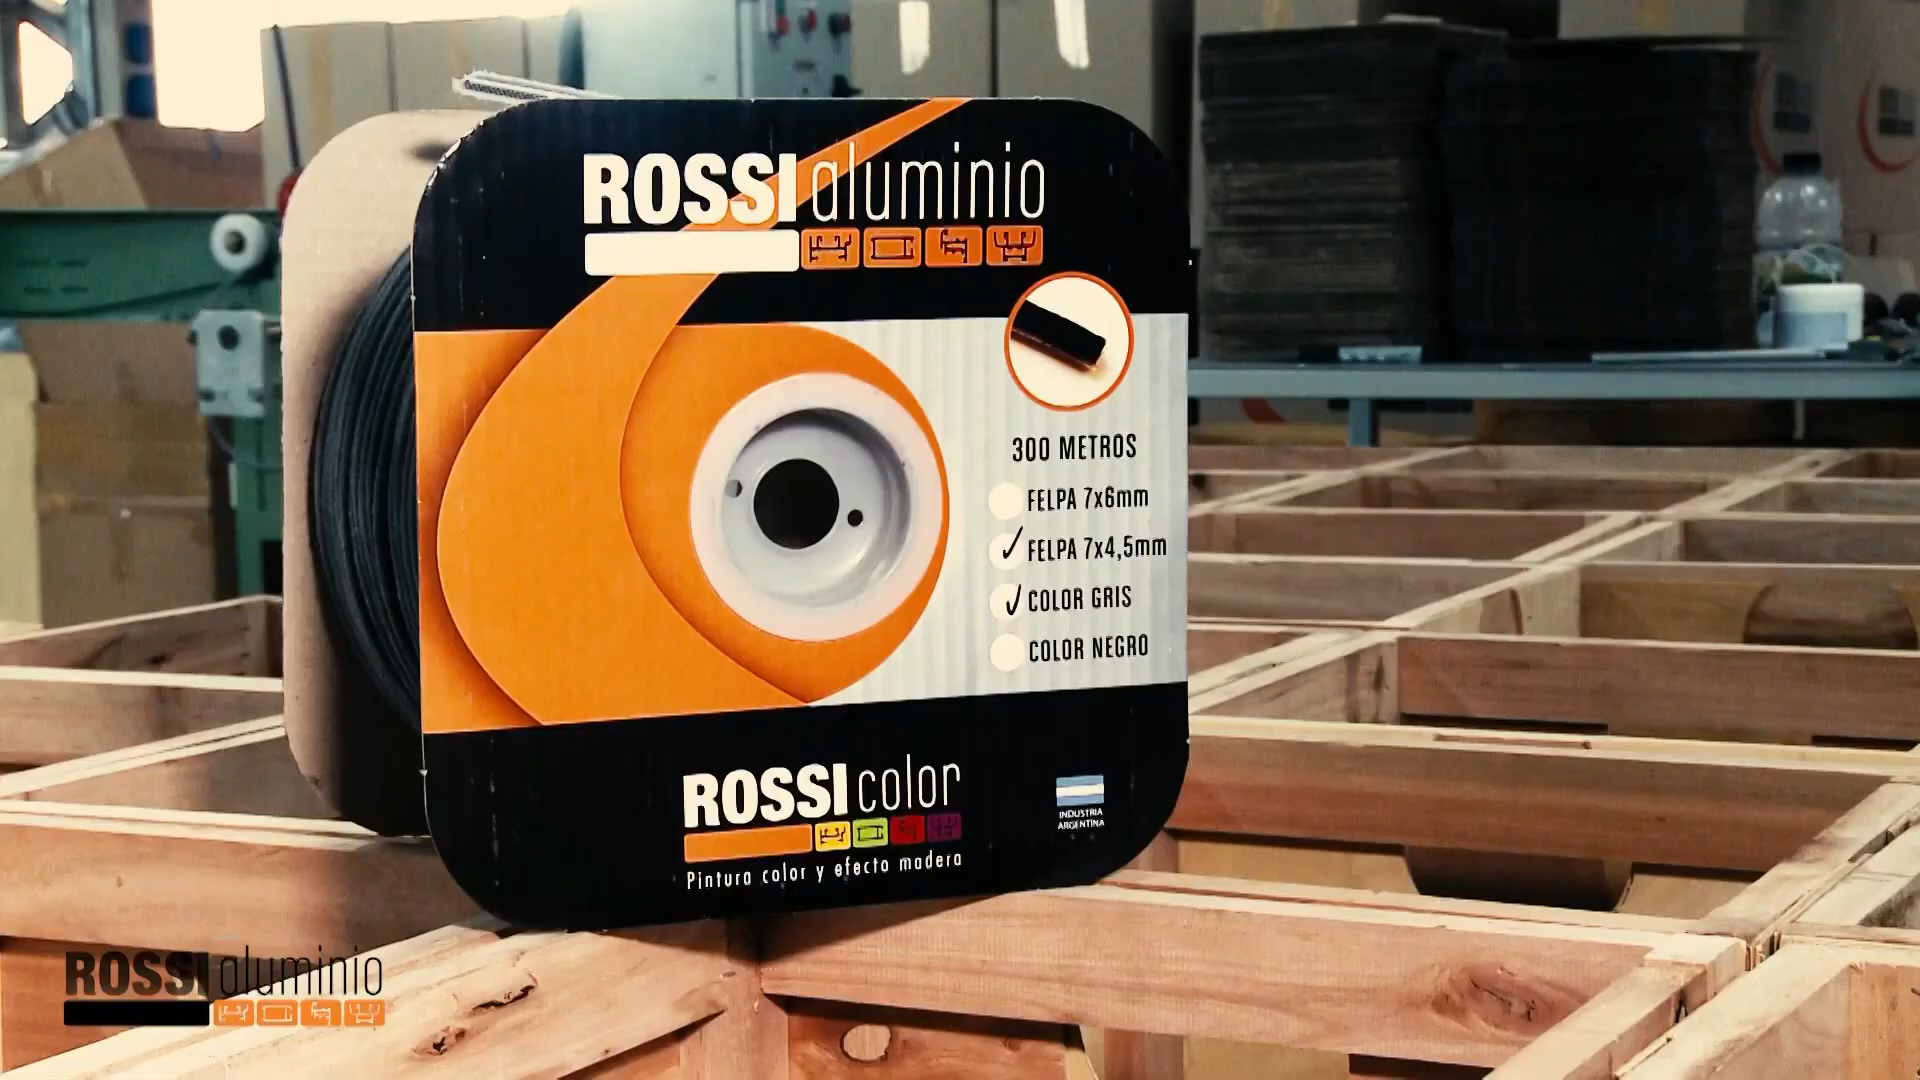 ROSSI aluminio
300 METROS
FELPA 7x6mm
FELPA 7x4,5mm
COLOR GRIS
COLOR NEGRO
ROSSI color
Pintura color y efecto madera
INDUSTRIA
ARGENTINA
ROSSI aluminio